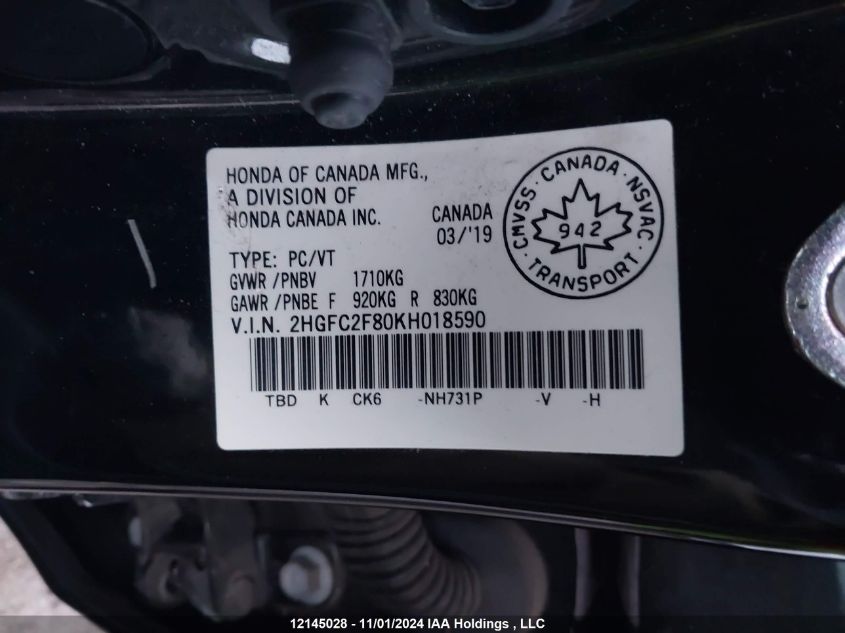 HONDA OF CANADA MFG.,
A DIVISION OF
HONDA CANADA INC.
CANADA
03/'19
TYPE: PC/VT
GVWR /PNBV 1710KG
GAWR /PNBE F 920KG R 830KG
V.I.N. 2HGFC2F80KH018590
TBD K CK6 -NH731P -V -H
CMVSS · CANADA · NSVAC
942
· TRANSPORT ·
12145028 - 11/01/2024 IAA Holdings , LLC